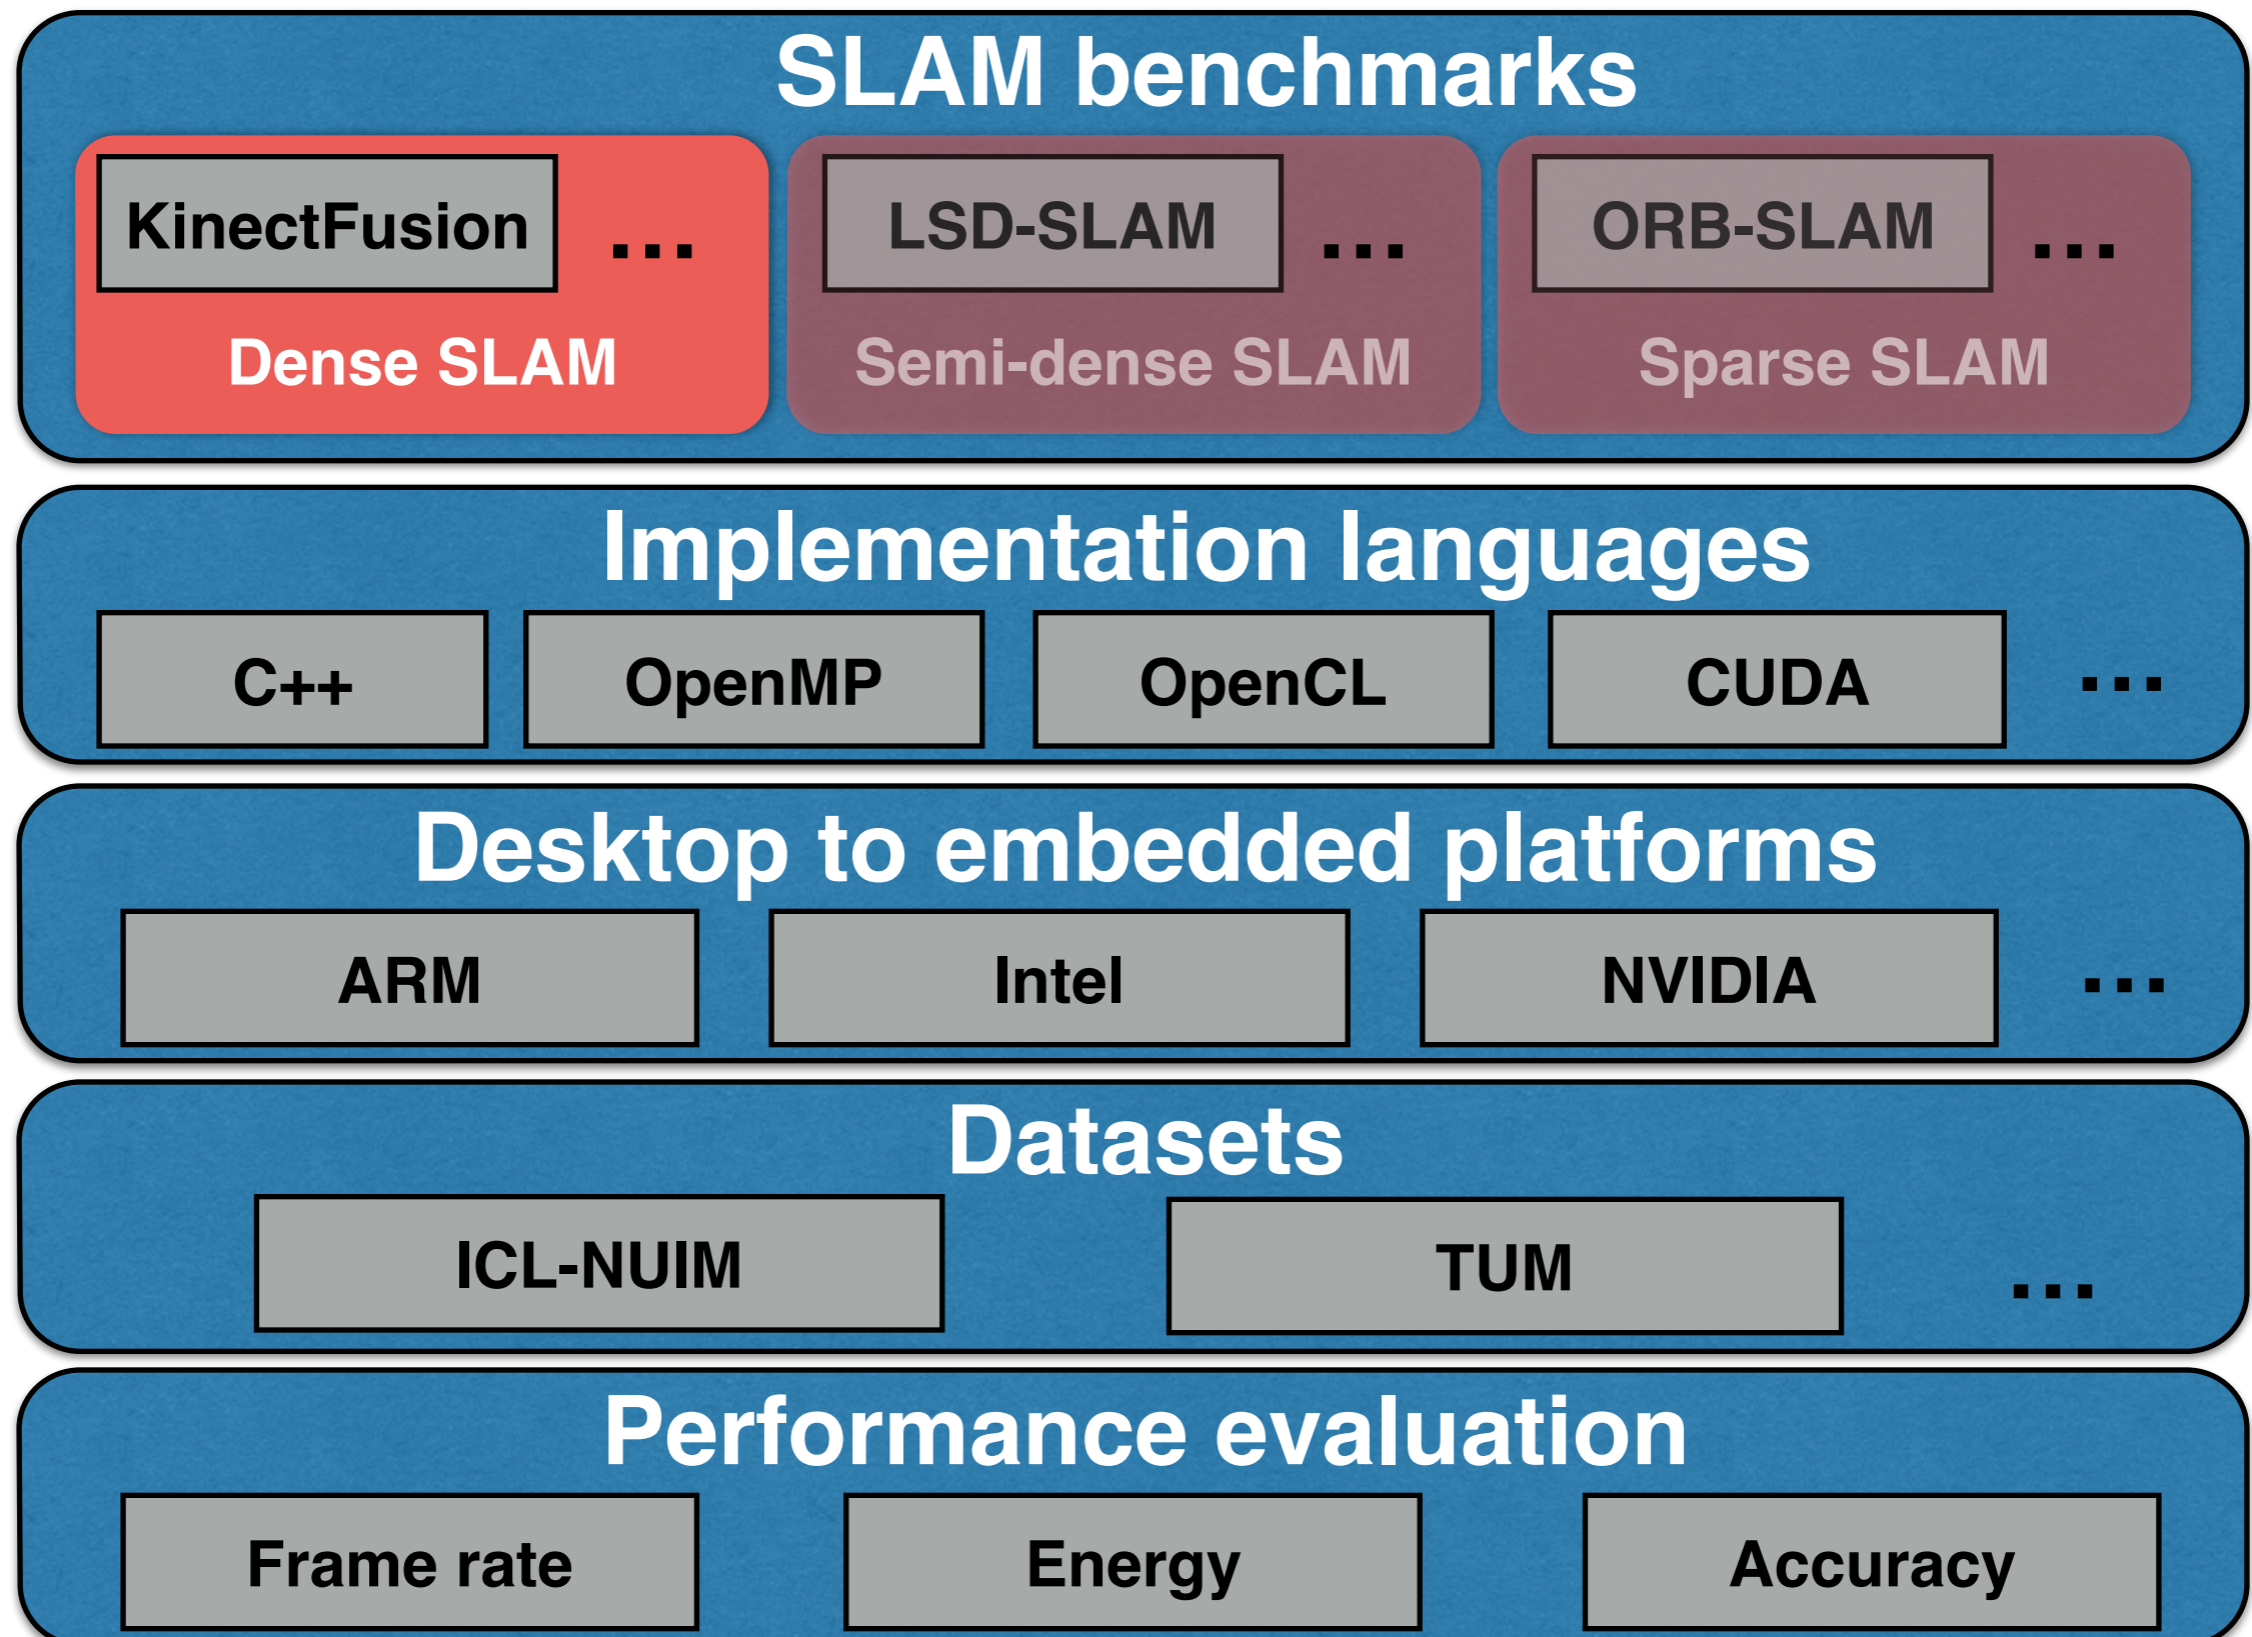 SLAM benchmarks
KinectFusion ... LSD-SLAM ... ORB-SLAM ...
Dense SLAM Semi-dense SLAM Sparse SLAM
Implementation languages
C++ OpenMP OpenCL CUDA ...
Desktop to embedded platforms
ARM Intel NVIDIA ...
Datasets
ICL-NUIM TUM ...
Performance evaluation
Frame rate Energy Accuracy